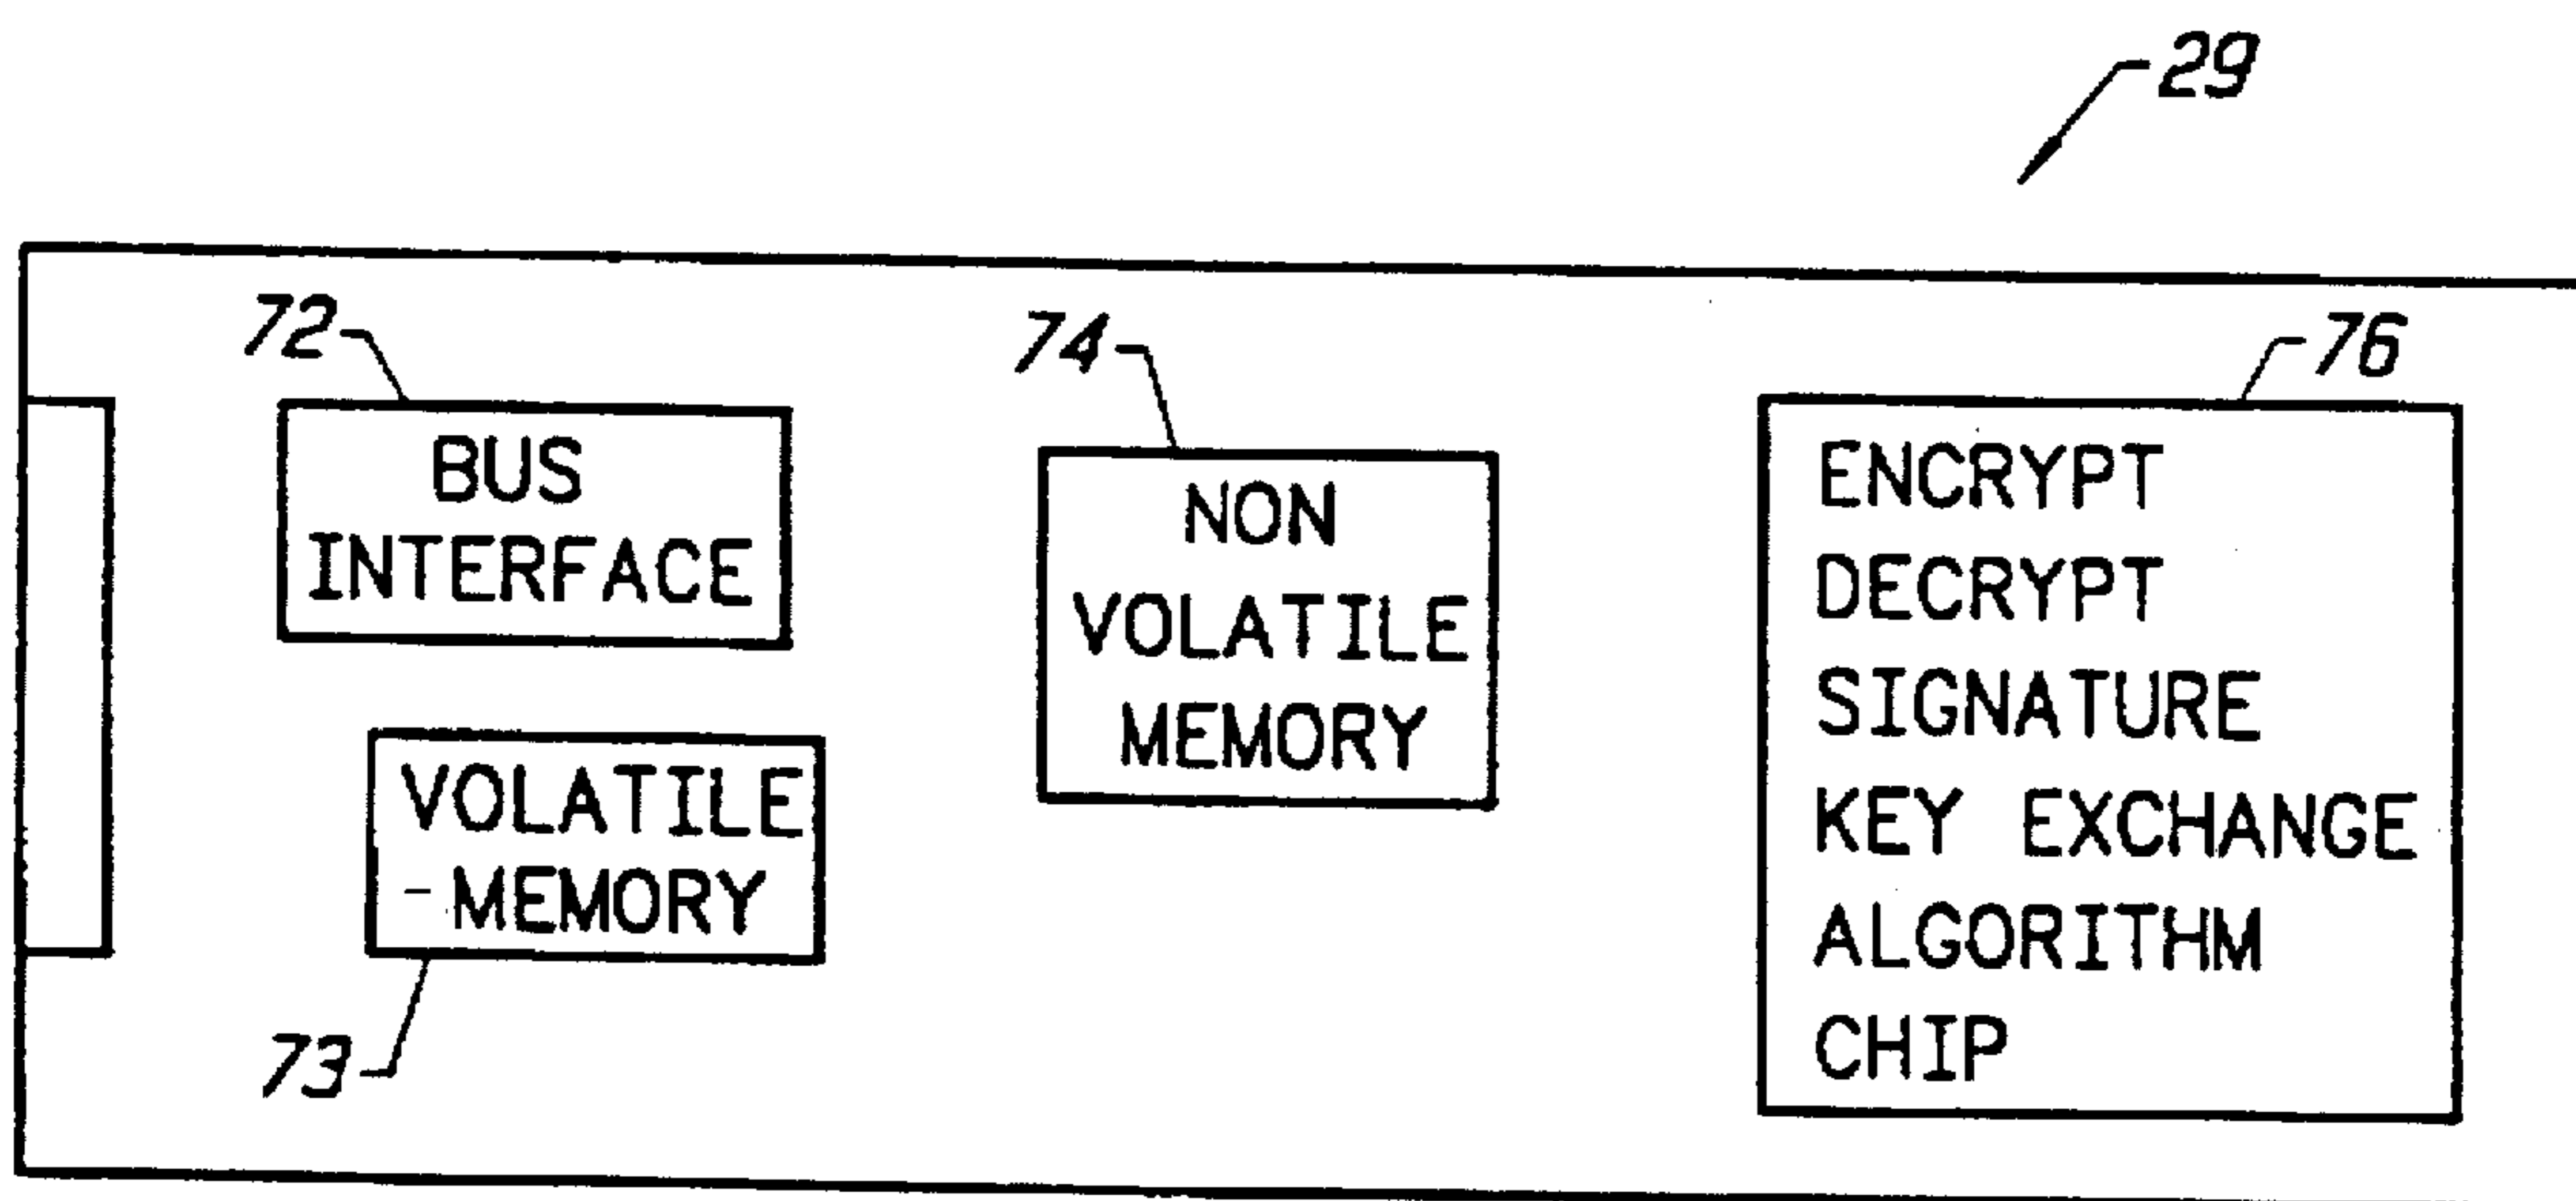 29
72
BUS
INTERFACE
74
NON
VOLATILE
MEMORY
76
ENCRYPT
DECRYPT
SIGNATURE
KEY EXCHANGE
ALGORITHM
CHIP
VOLATILE
MEMORY
73